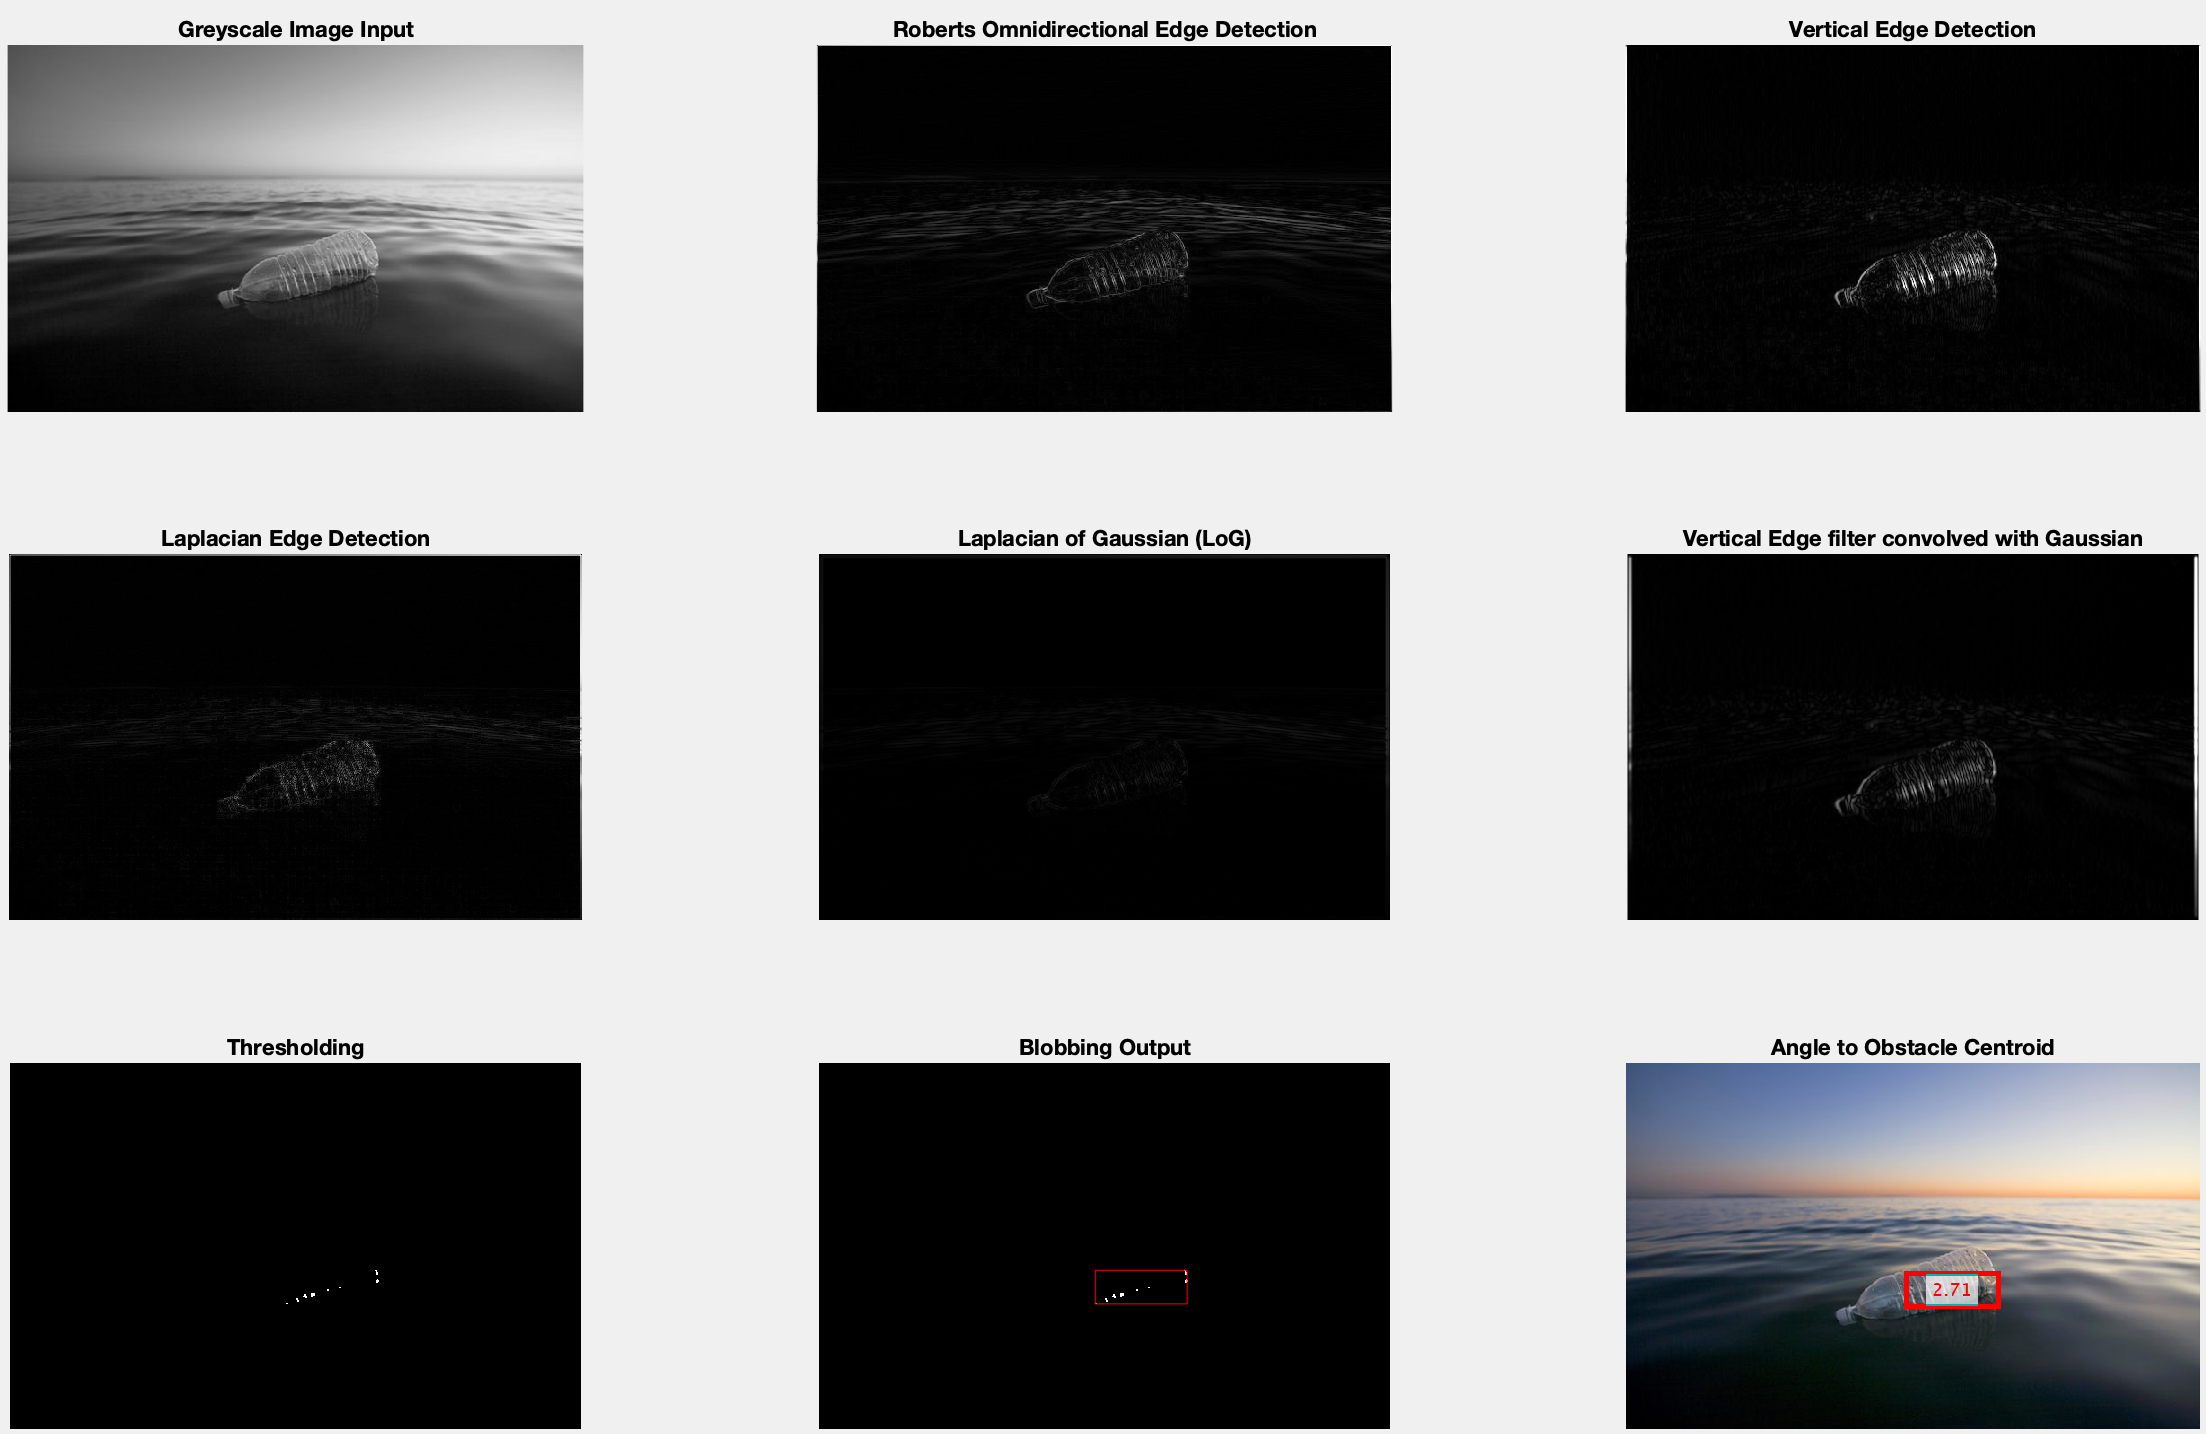 Greyscale Image Input
Roberts Omnidirectional Edge Detection
Vertical Edge Detection
Laplacian Edge Detection
Laplacian of Gaussian (LoG)
Vertical Edge filter convolved with Gaussian
Thresholding
Blobbing Output
Angle to Obstacle Centroid
2.71